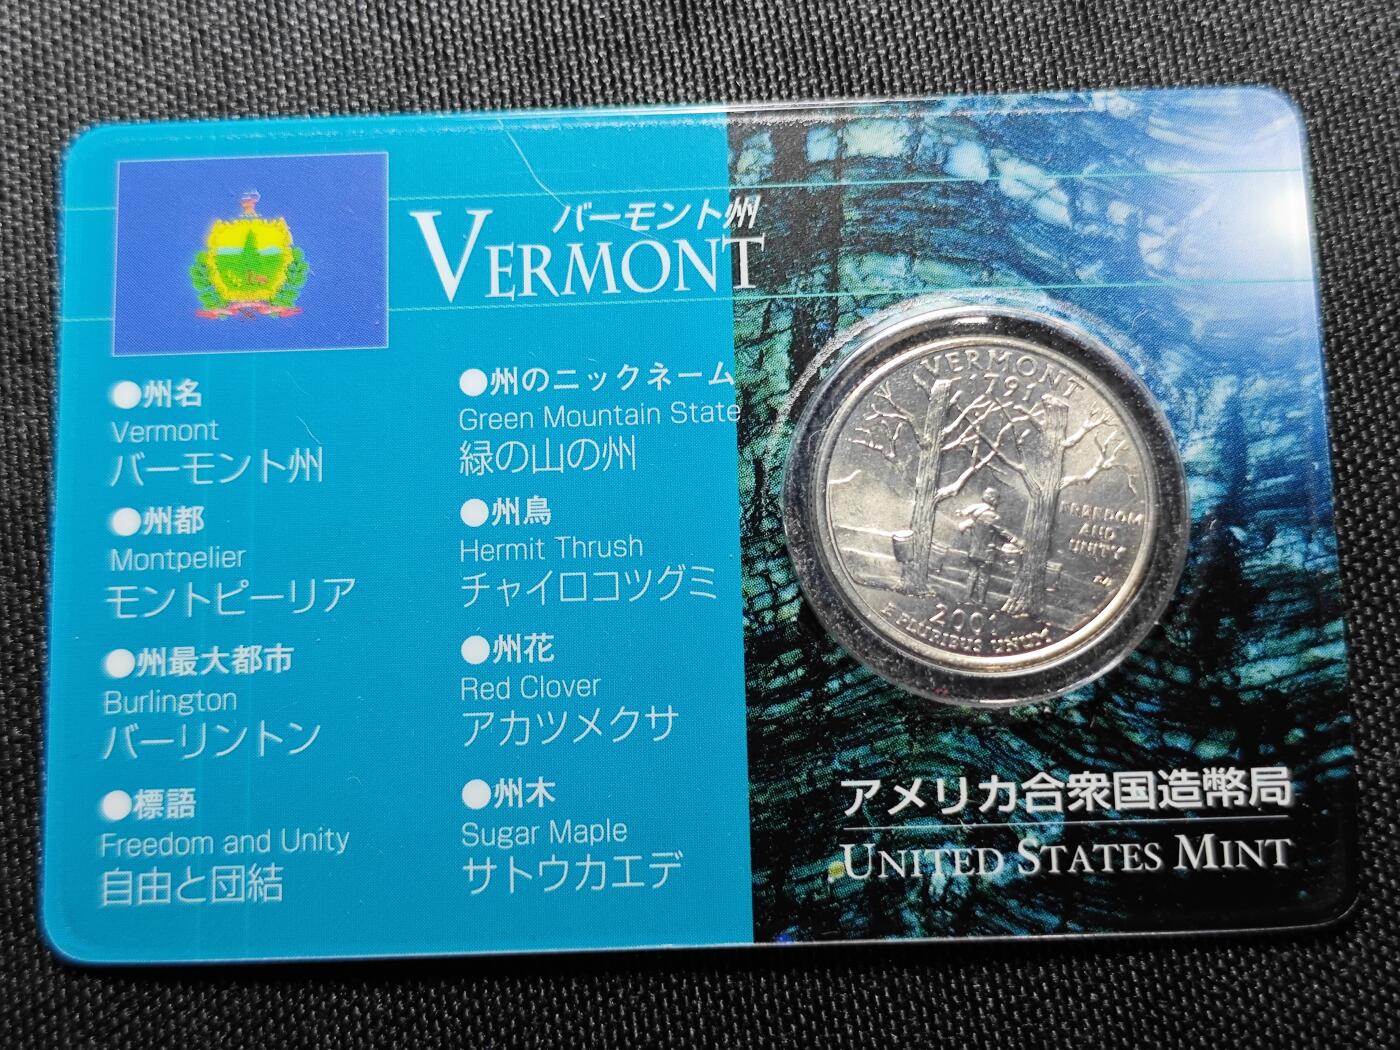 バーモント州
VERMONT
●州名
Vermont
バーモント州
●州都
Montpelier
モントピーリア
●州最大都市
Burlington
バーリントン
●標語
Freedom and Unity
自由と団結
●州のニックネーム
Green Mountain State
緑の山の州
●州鳥
Hermit Thrush
チャイロコツグミ
●州花
Red Clover
アカツメクサ
●州木
Sugar Maple
サトウカエデ
VERMONT
1791
FREEDOM
AND
UNITY
2001
E PLURIBUS UNUM
アメリカ合衆国造幣局
UNITED STATES MINT